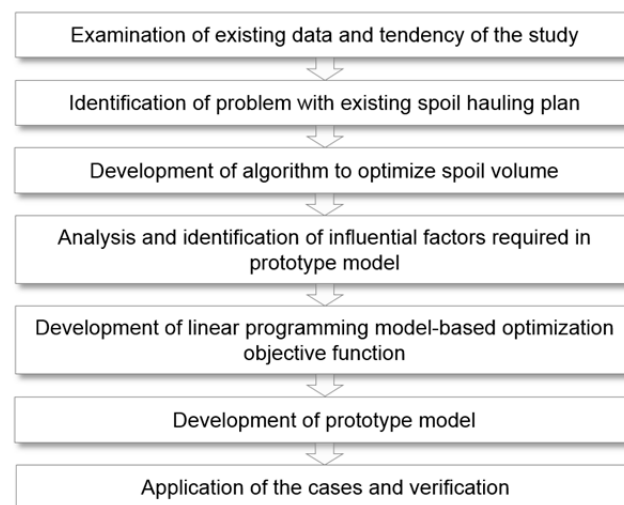 Examination of existing data and tendency of the study
Identification of problem with existing spoil hauling plan
Development of algorithm to optimize spoil volume
Analysis and identification of influential factors required in
prototype model
Development of linear programming model-based optimization
objective function
Development of prototype model
Application of the cases and verification